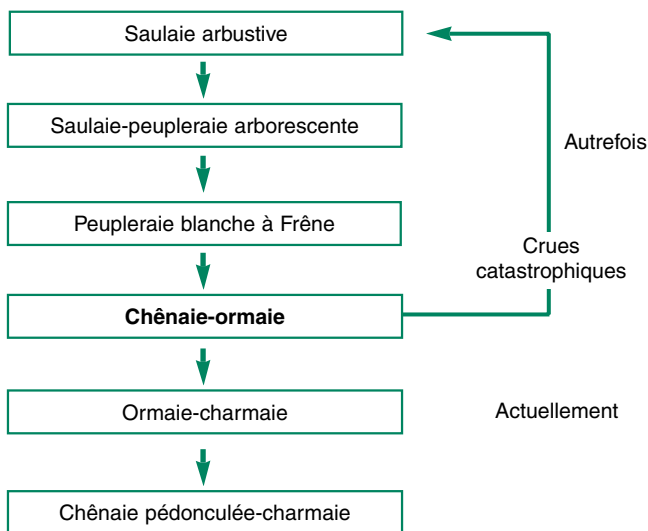 Saulaie arbustive
Saulaie-peupleraie arborescente
Autrefois
Peupleraie blanche à Frêne
Crues
catastrophiques
Chênaie-ormaie
Ormaie-charmaie
Actuellement
Chênaie pédonculée-charmaie